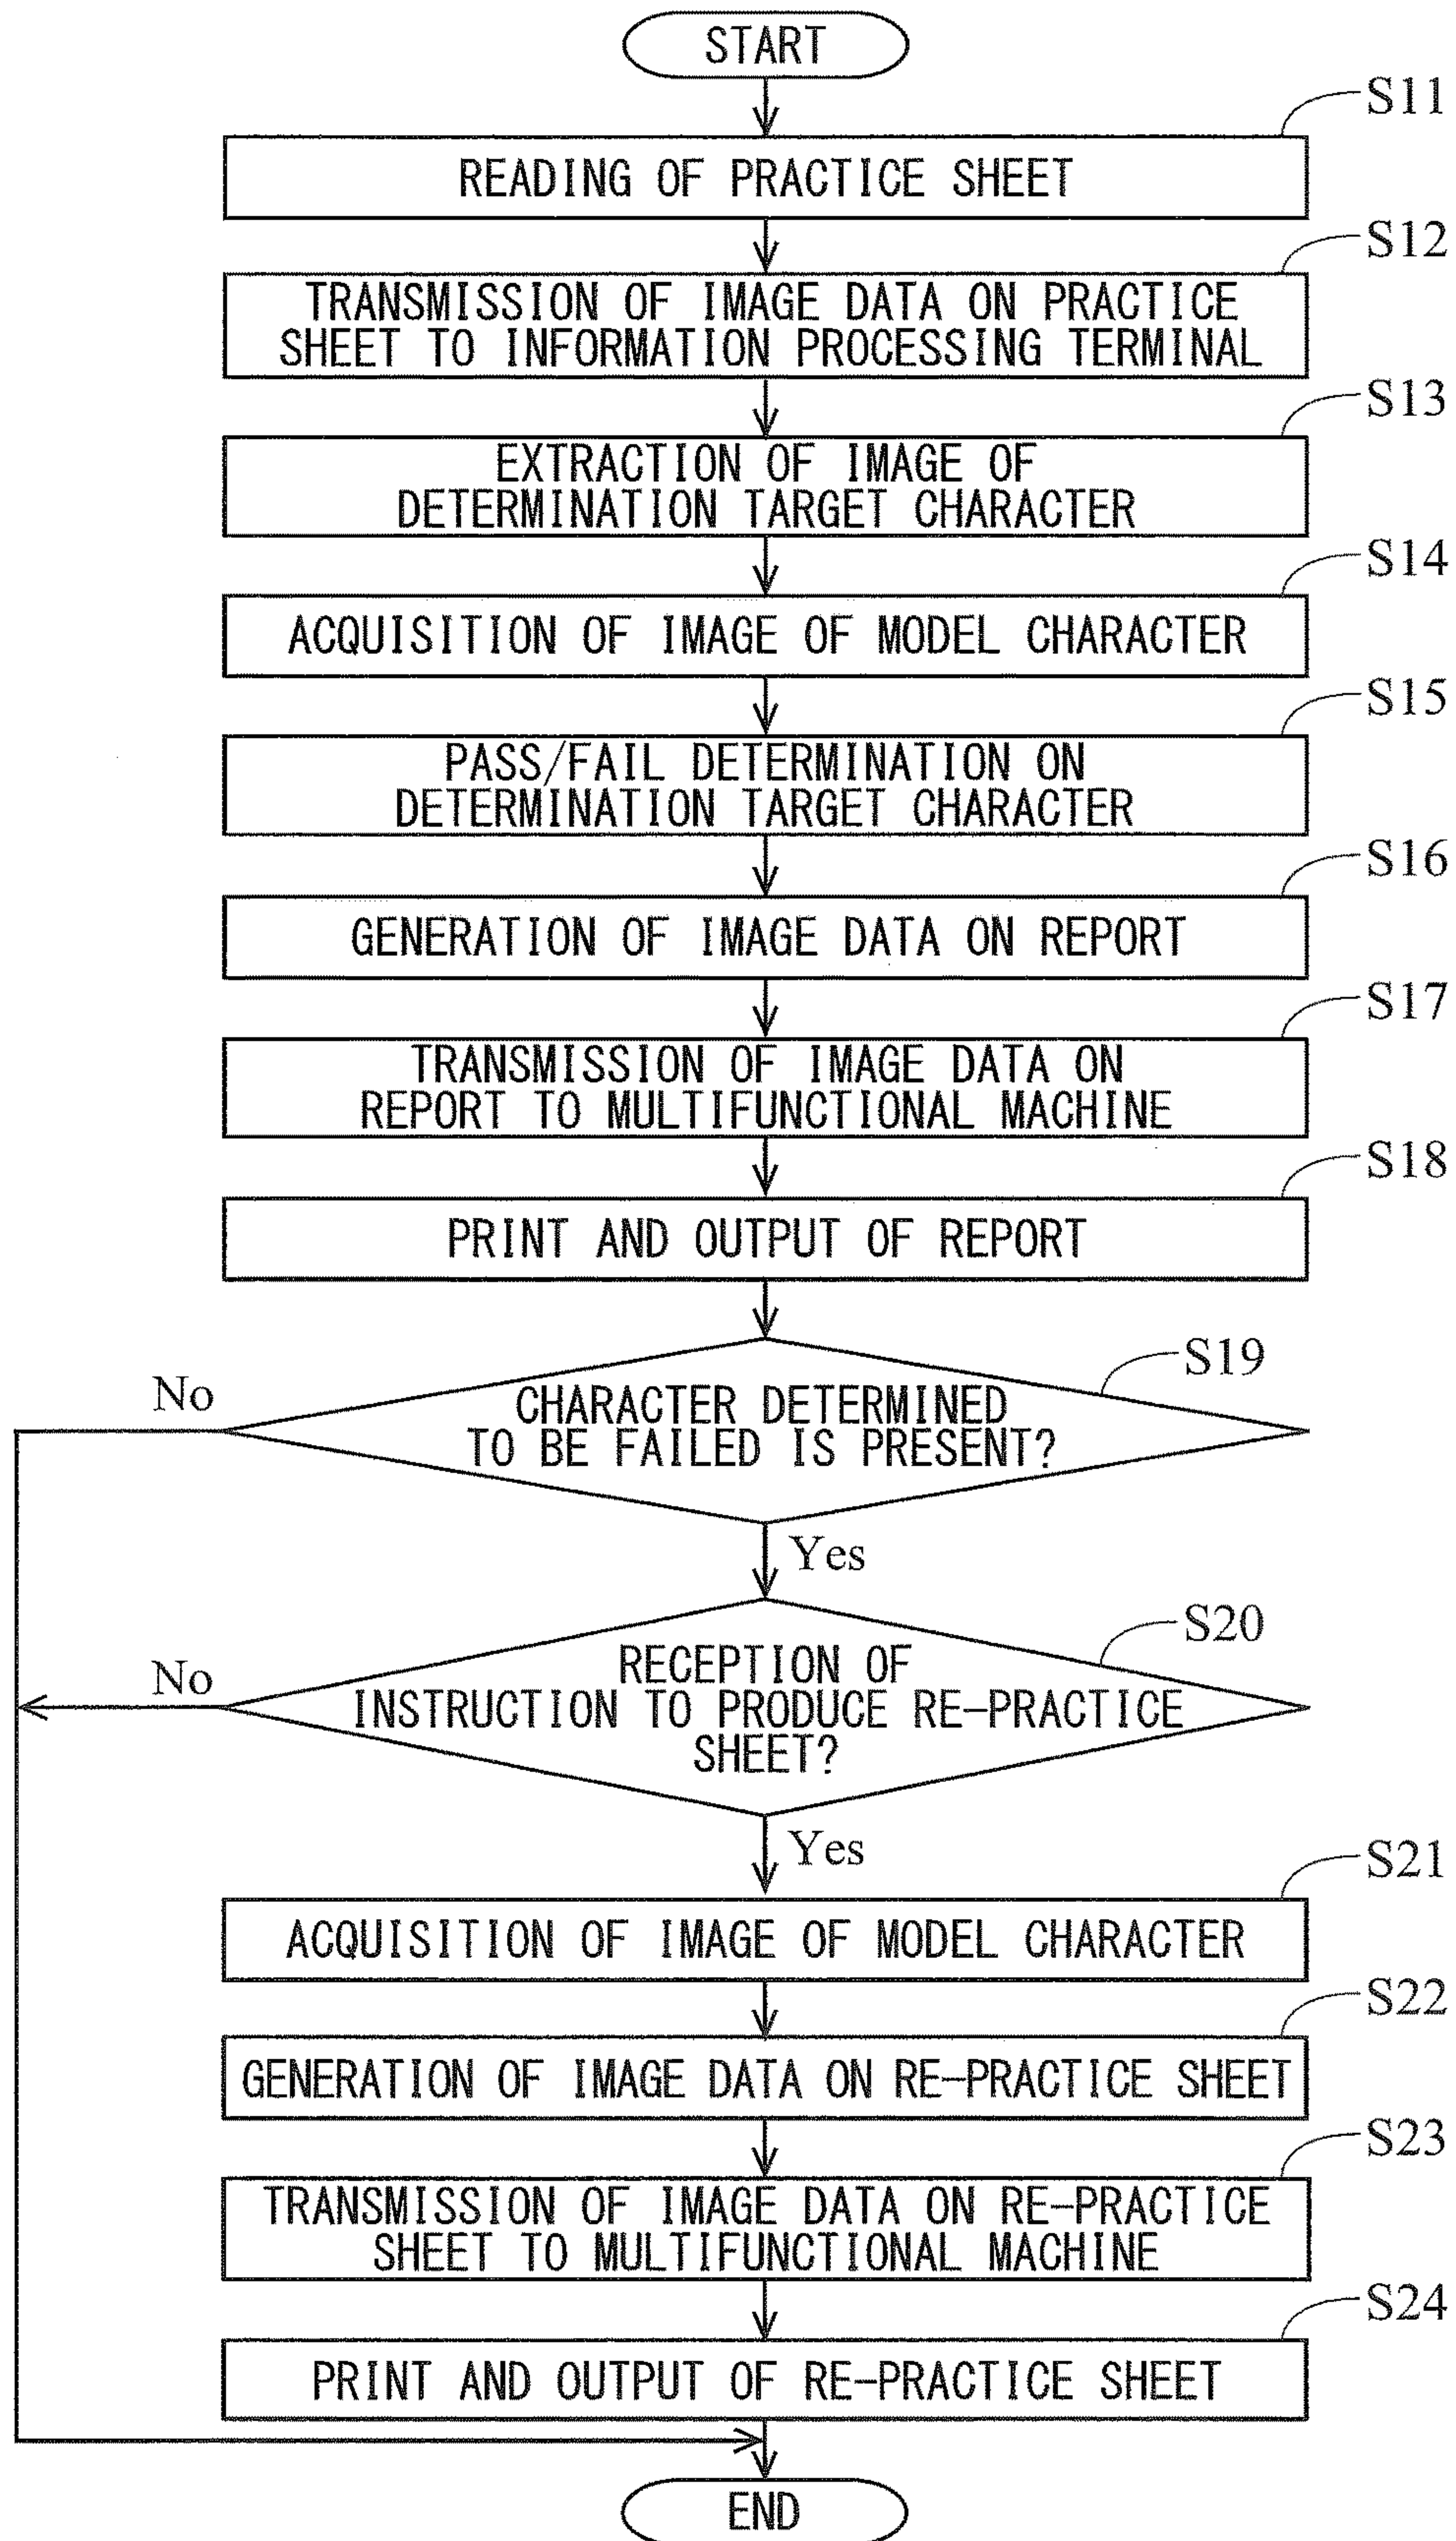 START
S11
READING OF PRACTICE SHEET
S12
TRANSMISSION OF IMAGE DATA ON PRACTICE
SHEET TO INFORMATION PROCESSING TERMINAL
S13
EXTRACTION OF IMAGE OF
DETERMINATION TARGET CHARACTER
S14
ACQUISITION OF IMAGE OF MODEL CHARACTER
S15
PASS/FAIL DETERMINATION ON
DETERMINATION TARGET CHARACTER
S16
GENERATION OF IMAGE DATA ON REPORT
S17
TRANSMISSION OF IMAGE DATA ON
REPORT TO MULTIFUNCTIONAL MACHINE
S18
PRINT AND OUTPUT OF REPORT
S19
No
CHARACTER DETERMINED
TO BE FAILED IS PRESENT?
Yes
S20
No
RECEPTION OF
INSTRUCTION TO PRODUCE RE-PRACTICE
SHEET?
Yes
S21
ACQUISITION OF IMAGE OF MODEL CHARACTER
S22
GENERATION OF IMAGE DATA ON RE-PRACTICE SHEET
S23
TRANSMISSION OF IMAGE DATA ON RE-PRACTICE
SHEET TO MULTIFUNCTIONAL MACHINE
S24
PRINT AND OUTPUT OF RE-PRACTICE SHEET
END